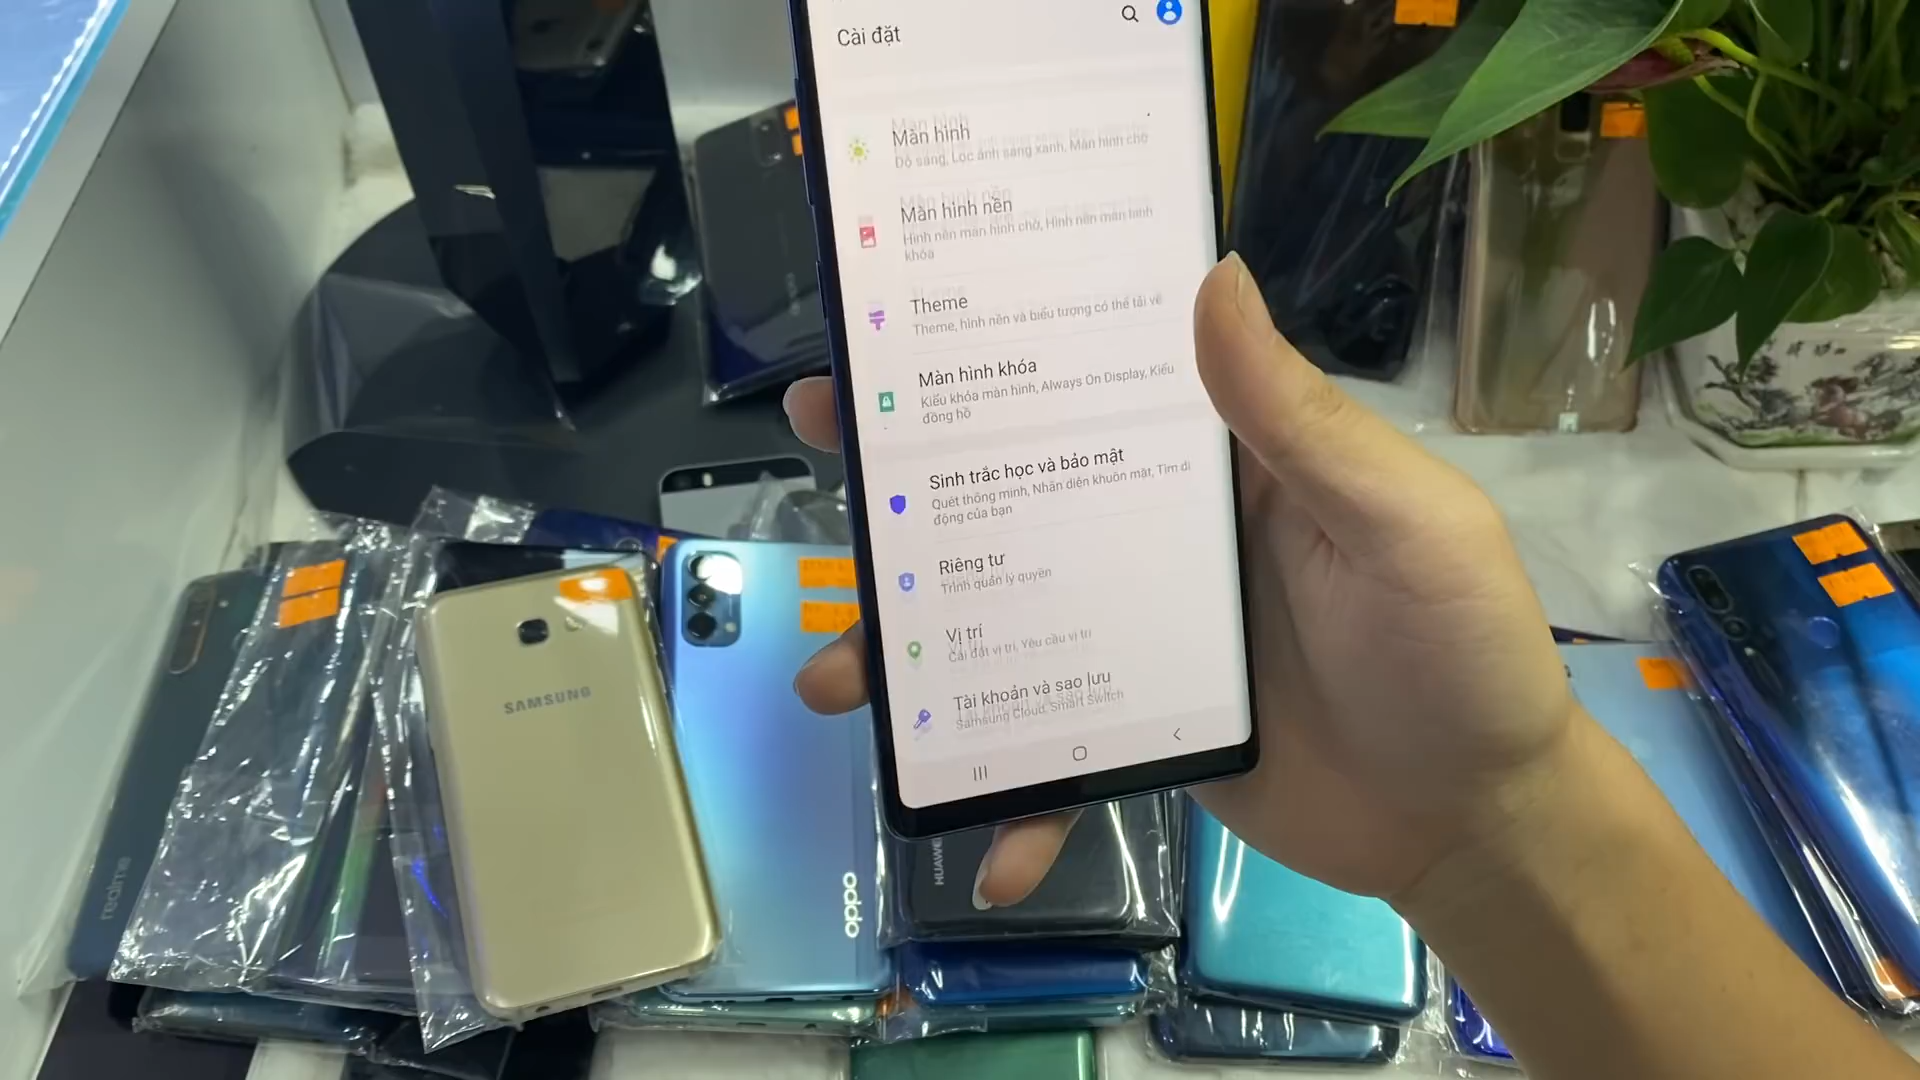 Cài đặt
Màn hình
Độ sáng, Lọc ánh sáng xanh, Màn hình chờ
Màn hình nền
Hình nền màn hình chờ, Hình nền màn hình
khóa
Theme
Theme, hình nền và biểu tượng có thể tải về
Màn hình khóa
Kiểu khóa màn hình, Always On Display, Kiểu
đồng hồ
Sinh trắc học và bảo mật
Quét thông minh, Nhận diện khuôn mặt, Tìm di
động của bạn
Riêng tư
Trình quản lý quyền
Vị trí
Cài đặt vị trí, Yêu cầu vị trí
Tài khoản và sao lưu
Samsung Cloud, Smart Switch
SAMSUNG
oppo
realme
HUAWEI